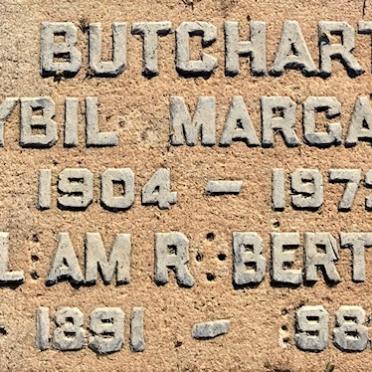 BUTCHART
YBIL MARGA
1904 - 197
L AM R BERT
1891 - 98